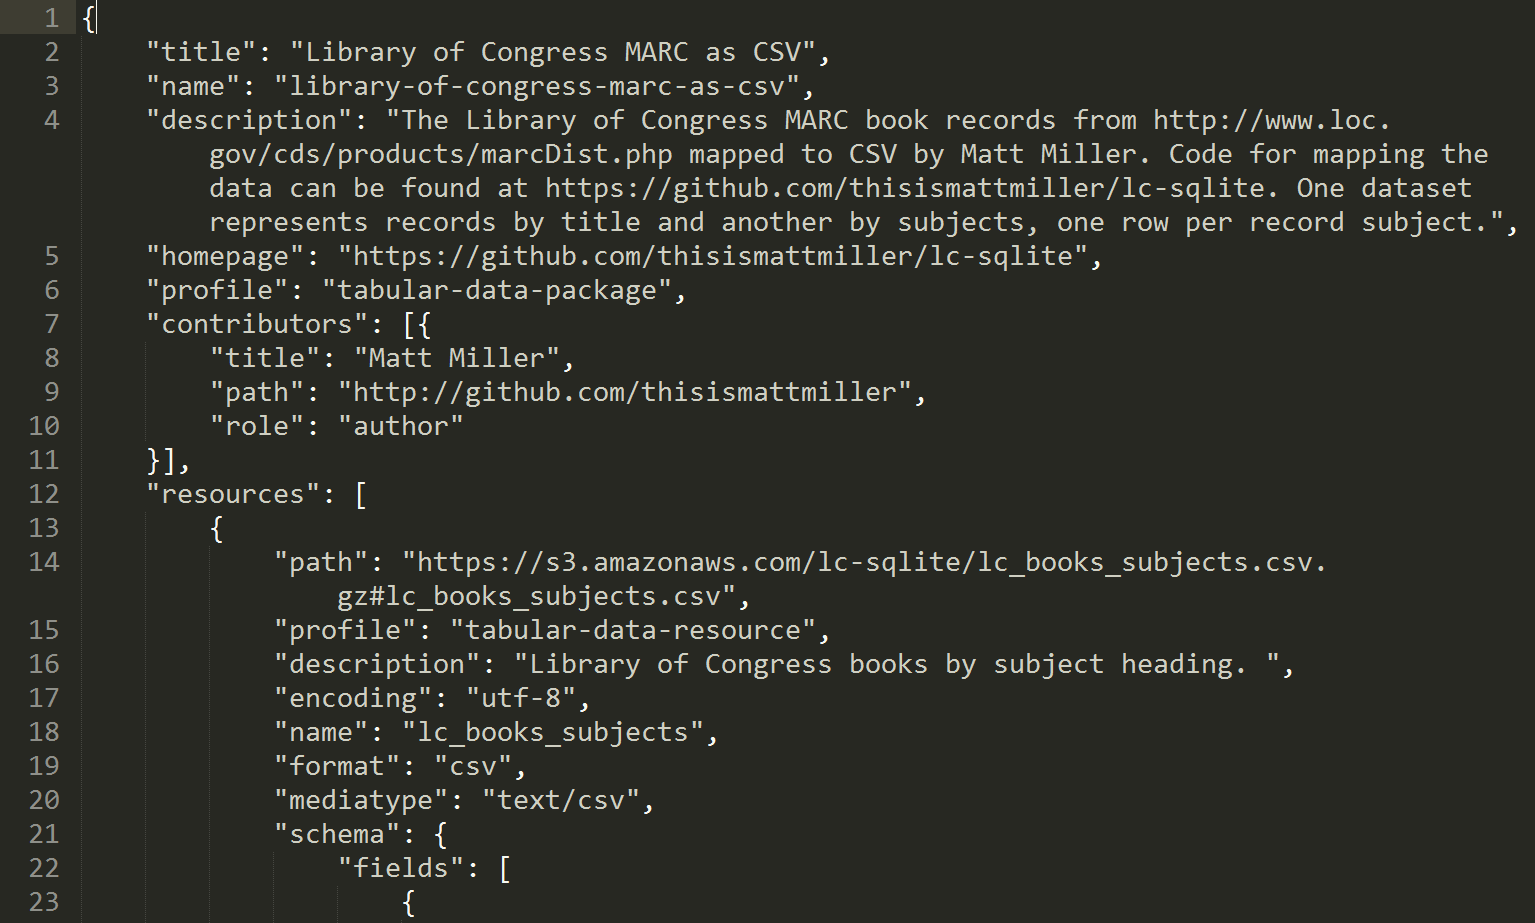 1 {
2 "title": "Library of Congress MARC as CSV",
3 "name": "library-of-congress-marc-as-csv",
4 "description": "The Library of Congress MARC book records from http://www.loc.
gov/cds/products/marcDist.php mapped to CSV by Matt Miller. Code for mapping the
data can be found at https://github.com/thisismattmiller/lc-sqlite. One dataset
represents records by title and another by subjects, one row per record subject.",
5 "homepage": "https://github.com/thisismattmiller/lc-sqlite",
6 "profile": "tabular-data-package",
7 "contributors": [{
8 "title": "Matt Miller",
9 "path": "http://github.com/thisismattmiller",
10 "role": "author"
11 }],
12 "resources": [
13 {
14 "path": "https://s3.amazonaws.com/lc-sqlite/lc_books_subjects.csv.
gz#lc_books_subjects.csv",
15 "profile": "tabular-data-resource",
16 "description": "Library of Congress books by subject heading. ",
17 "encoding": "utf-8",
18 "name": "lc_books_subjects",
19 "format": "csv",
20 "mediatype": "text/csv",
21 "schema": {
22 "fields": [
23 {